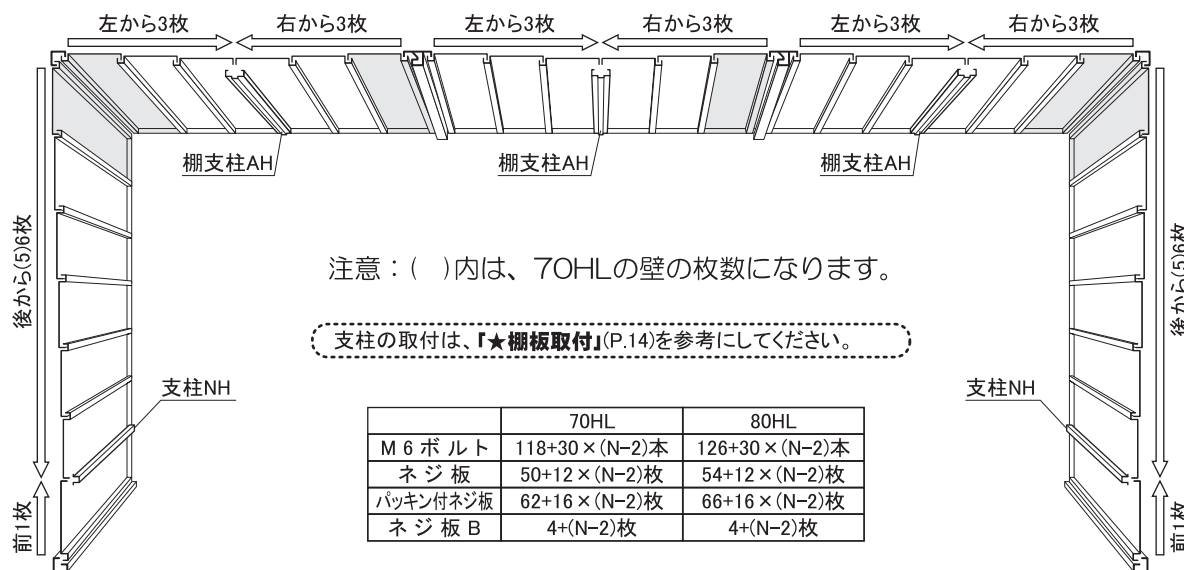 左から3枚 右から3枚 左から3枚 右から3枚 左から3枚 右から3枚
棚支柱AH 棚支柱AH 棚支柱AH
後から(5)6枚
後から(5)6枚
注意：(　)内は、70HLの壁の枚数になります。
支柱の取付は、『★棚板取付』(P.14)を参考にしてください。
支柱NH 支柱NH
70HL 80HL
M6ボルト 118+30×(N-2)本 126+30×(N-2)本
ネジ板 50+12×(N-2)枚 54+12×(N-2)枚
パッキン付ネジ板 62+16×(N-2)枚 66+16×(N-2)枚
ネジ板B 4+(N-2)枚 4+(N-2)枚
前1枚
前1枚